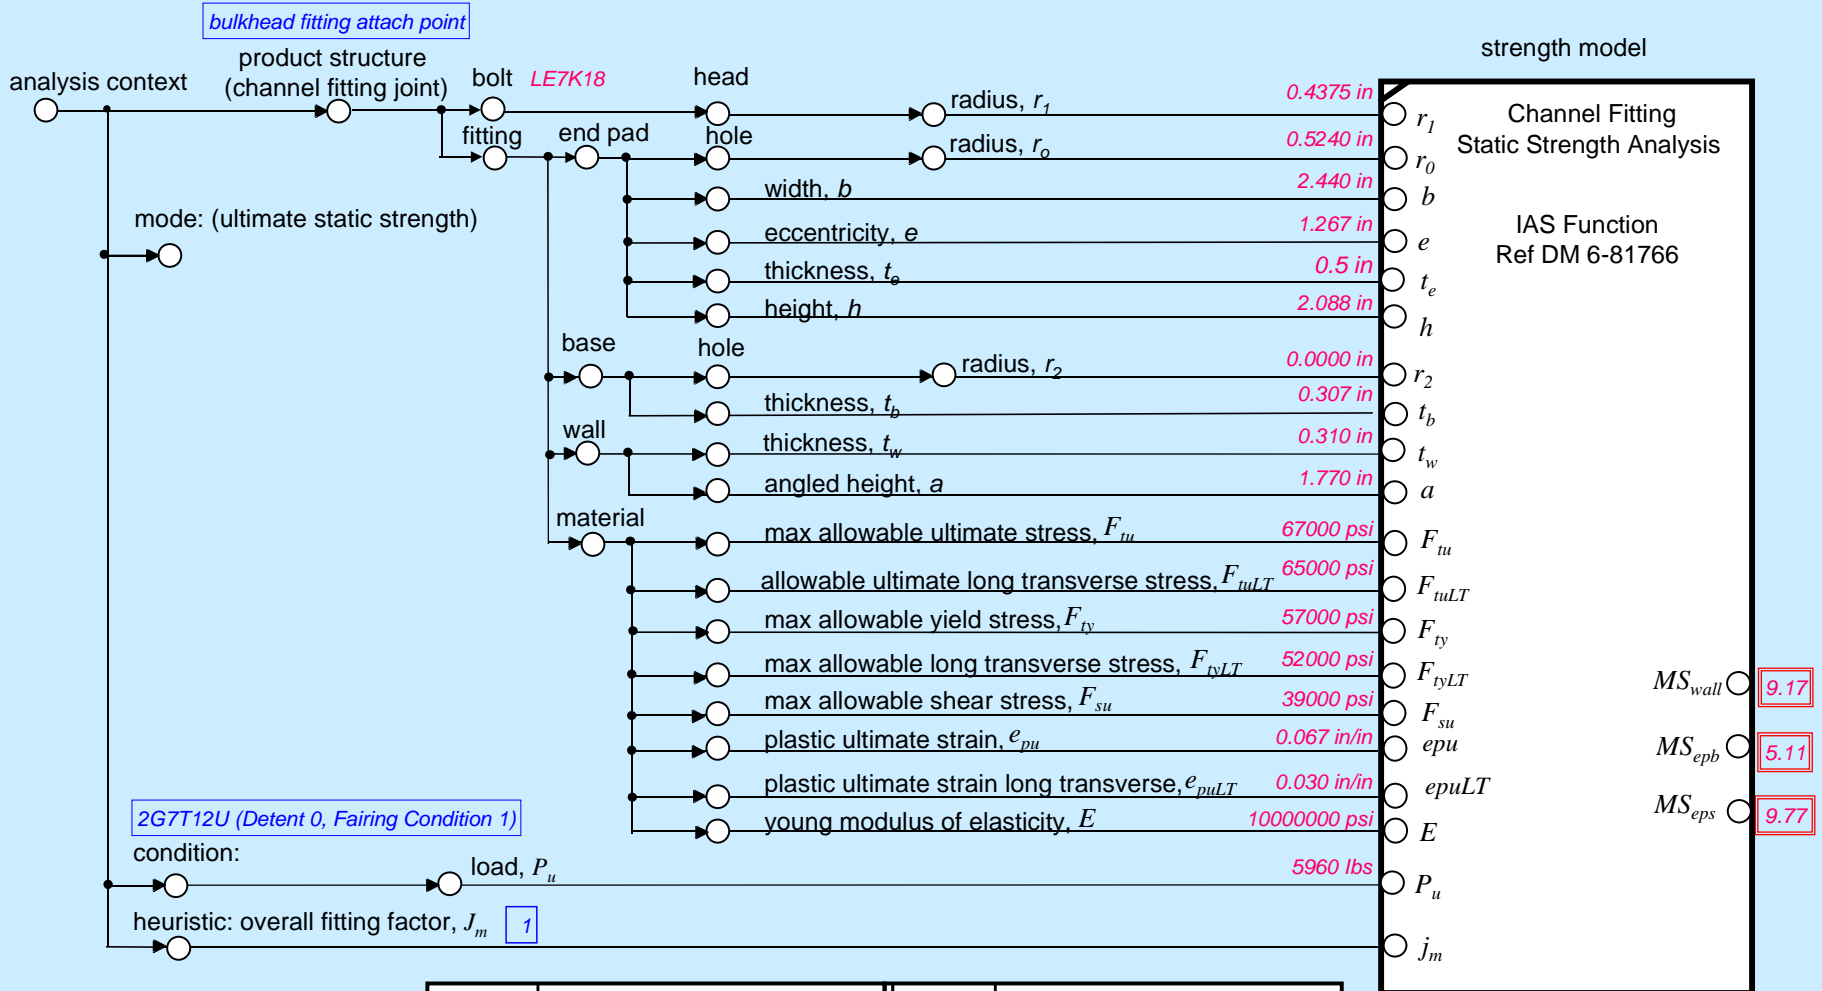 bulkhead fitting attach point
strength model
product structure
(channel fitting joint)
analysis context
bolt LE7K18
head
radius, r1
0.4375 in
r1
Channel Fitting
Static Strength Analysis
fitting
end pad
hole
radius, ro
0.5240 in
r0
width, b
2.440 in
b
mode: (ultimate static strength)
eccentricity, e
1.267 in
e
IAS Function
Ref DM 6-81766
thickness, te
0.5 in
te
height, h
2.088 in
h
base
hole
radius, r2
0.0000 in
r2
thickness, tb
0.307 in
tb
wall
thickness, tw
0.310 in
tw
angled height, a
1.770 in
a
material
max allowable ultimate stress, Ftu
67000 psi
Ftu
allowable ultimate long transverse stress, FtuLT
65000 psi
FtuLT
max allowable yield stress, Fty
57000 psi
Fty
max allowable long transverse stress, FtyLT
52000 psi
FtyLT
MSwall
9.17
max allowable shear stress, Fsu
39000 psi
Fsu
plastic ultimate strain, epu
0.067 in/in
epu
MSepb
5.11
plastic ultimate strain long transverse, epuLT
0.030 in/in
epuLT
MSeps
9.77
2G7T12U (Detent 0, Fairing Condition 1)
young modulus of elasticity, E
10000000 psi
E
condition:
load, Pu
5960 lbs
Pu
heuristic: overall fitting factor, Jm 1
jm